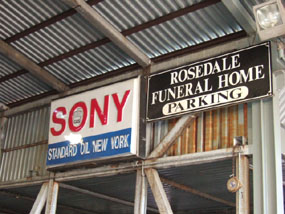 SONY
STANDARD OIL NEW YORK
ROSEDALE
FUNERAL HOME
PARKING